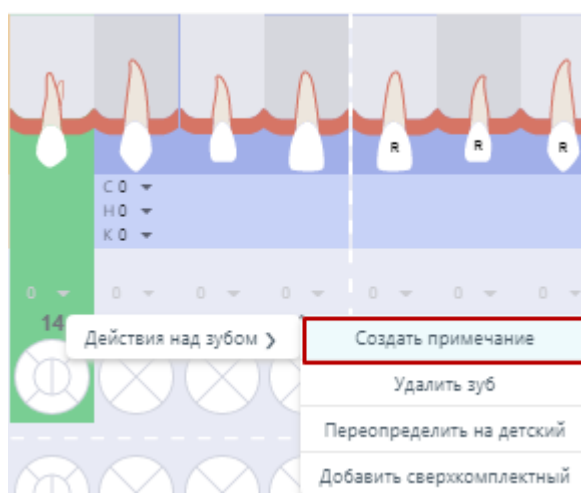 R R R
C 0
H 0
K 0
0 0 0 0 0 0 0
14
Действия над зубом ❯
Создать примечание
Удалить зуб
Переопределить на детский
Добавить сверхкомплектный